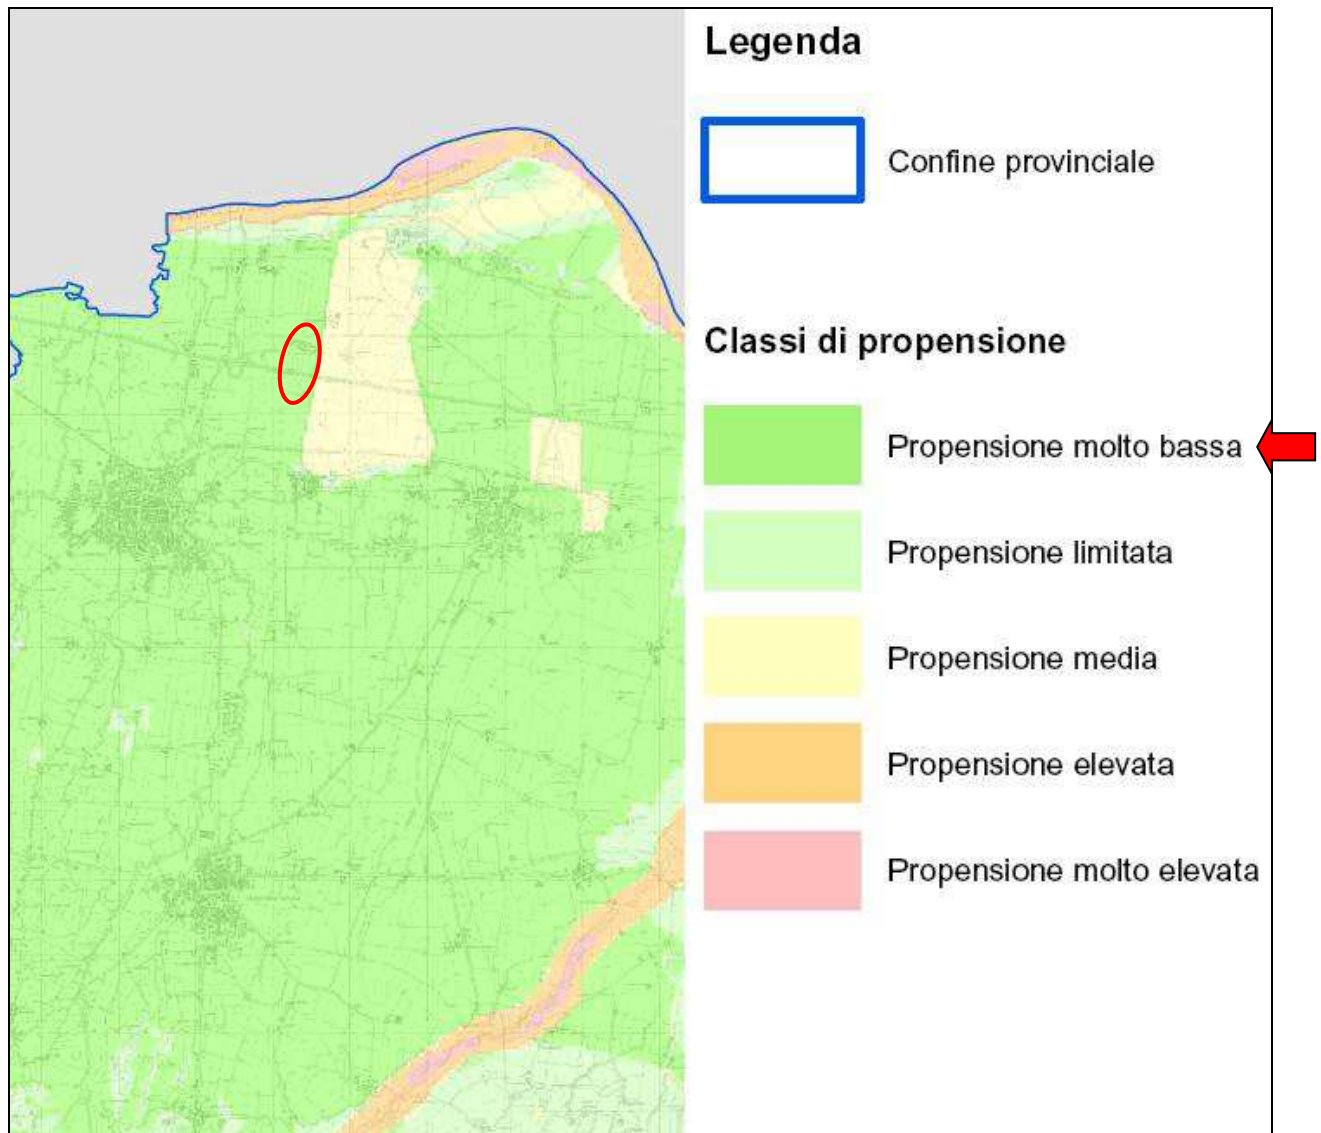 Legenda
Confine provinciale
Classi di propensione
Propensione molto bassa
Propensione limitata
Propensione media
Propensione elevata
Propensione molto elevata